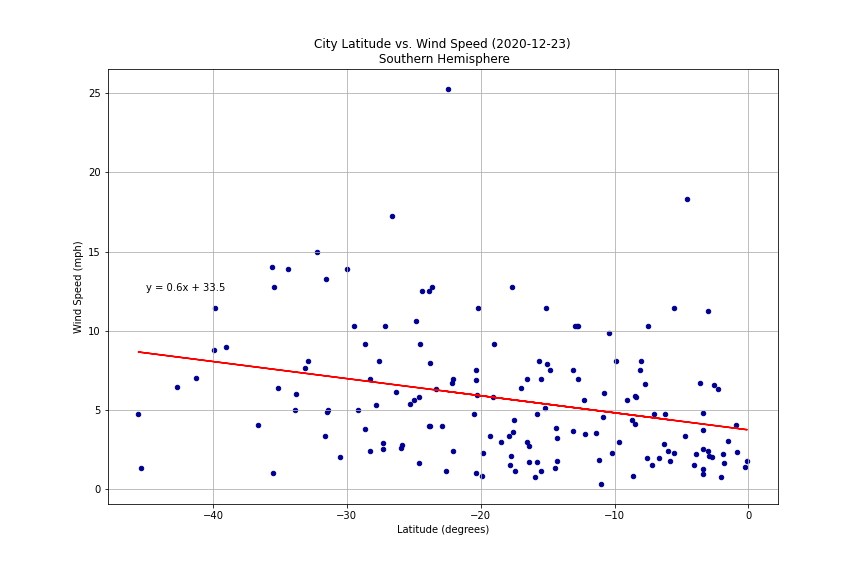 City Latitude vs. Wind Speed (2020-12-23)
Southern Hemisphere
25
20
15
10
5
0
Wind Speed (mph)
y = 0.6x + 33.5
−40
−30
−20
−10
0
Latitude (degrees)